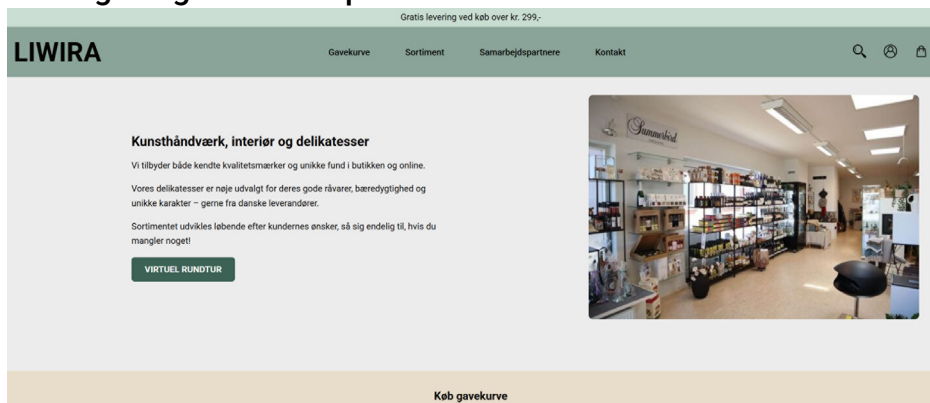 Gratis levering ved køb over kr. 299,-
LIWIRA
Gavekurve Sortiment Samarbejdspartnere Kontakt
Kunsthåndværk, interiør og delikatesser
Vi tilbyder både kendte kvalitetsmærker og unikke fund i butikken og online.
Vores delikatesser er nøje udvalgt for deres gode råvarer, bæredygtighed og
unikke karakter – gerne fra danske leverandører.
Sortimentet udvikles løbende efter kundernes ønsker, så sig endelig til, hvis du
mangler noget!
VIRTUEL RUNDTUR
Summerbird
Køb gavekurve